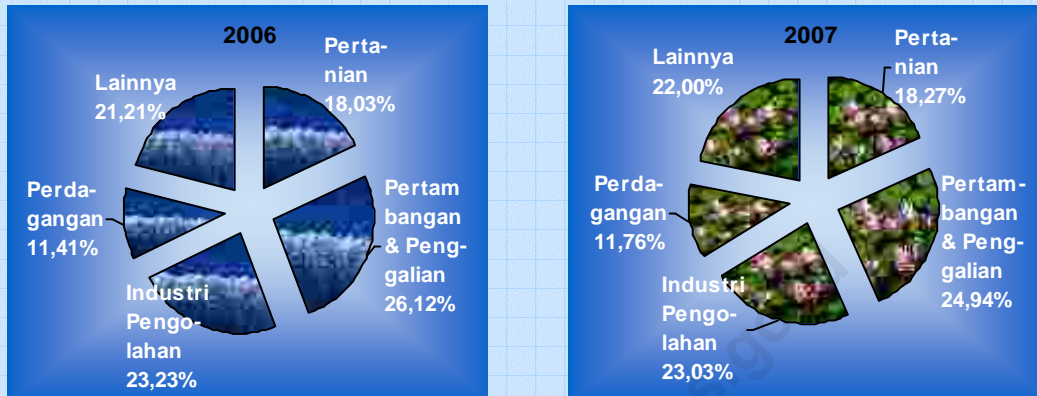 2006
Perta-
nian
18,03%
Lainnya
21,21%
Perda-
gangan
11,41%
Pertam
bangan
& Peng-
galian
26,12%
Industri
Pengo-
lahan
23,23%
2007
Perta-
nian
18,27%
Lainnya
22,00%
Perda-
gangan
11,76%
Pertam-
bangan
& Peng-
galian
24,94%
Industri
Pengo-
lahan
23,03%